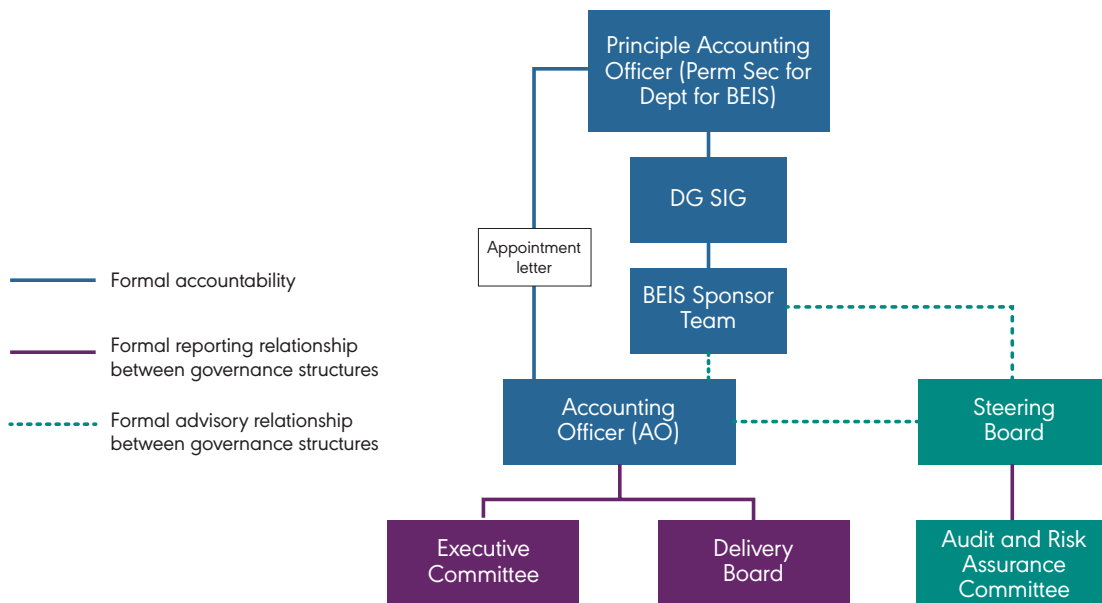 Principle Accounting
Officer (Perm Sec for
Dept for BEIS)
DG SIG
Appointment
letter
BEIS Sponsor
Team
Formal accountability
Formal reporting relationship
between governance structures
Formal advisory relationship
between governance structures
Accounting
Officer (AO)
Steering
Board
Executive
Committee
Delivery
Board
Audit and Risk
Assurance
Committee